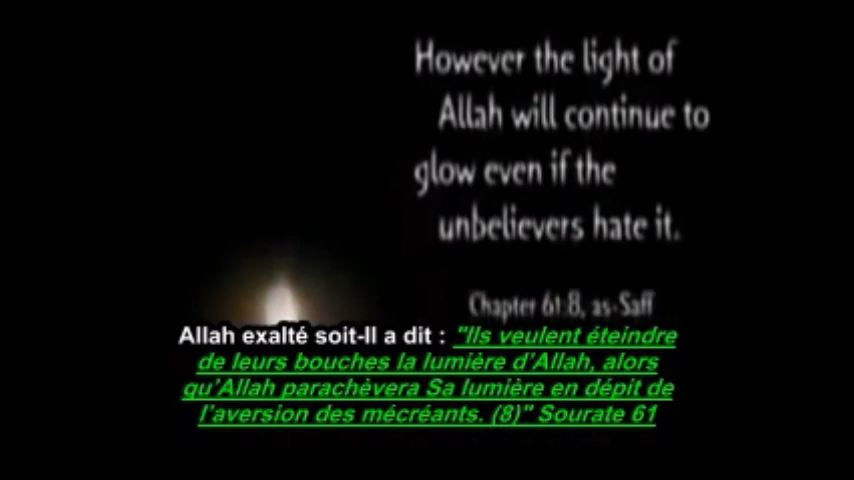 However the light of
Allah will continue to
glow even if the
unbelievers hate it.
Chapter 61:8, as-Saff
Allah exalté soit-Il a dit : "Ils veulent éteindre
de leurs bouches la lumière d'Allah, alors
qu'Allah parachèvera Sa lumière en dépit de
l'aversion des mécréants. (8)" Sourate 61